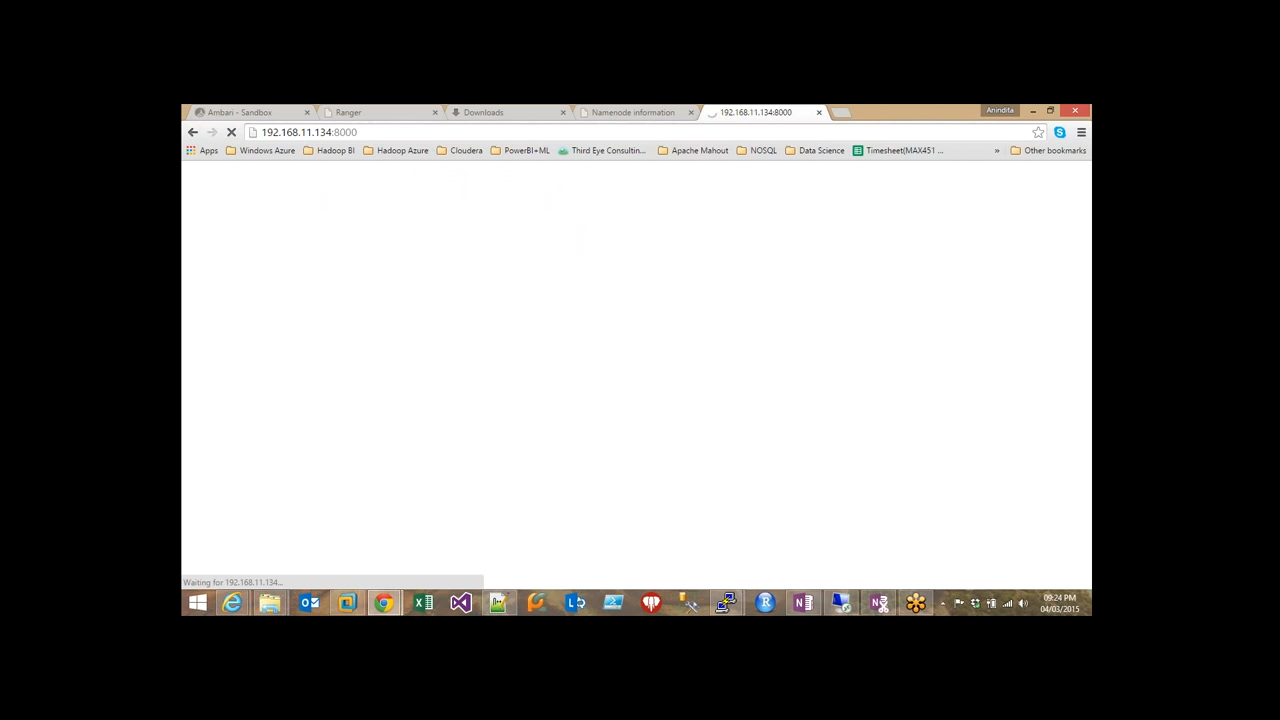 Ambari - Sandbox
Ranger
Downloads
Namenode information
192.168.11.134:8000
Anindita
192.168.11.134:8000
Apps
Windows Azure
Hadoop BI
Hadoop Azure
Cloudera
PowerBI+ML
Third Eye Consultin...
Apache Mahout
NOSQL
Data Science
Timesheet(MAX451 ...
»
Other bookmarks
Waiting for 192.168.11.134...
09:24 PM
04/03/2015